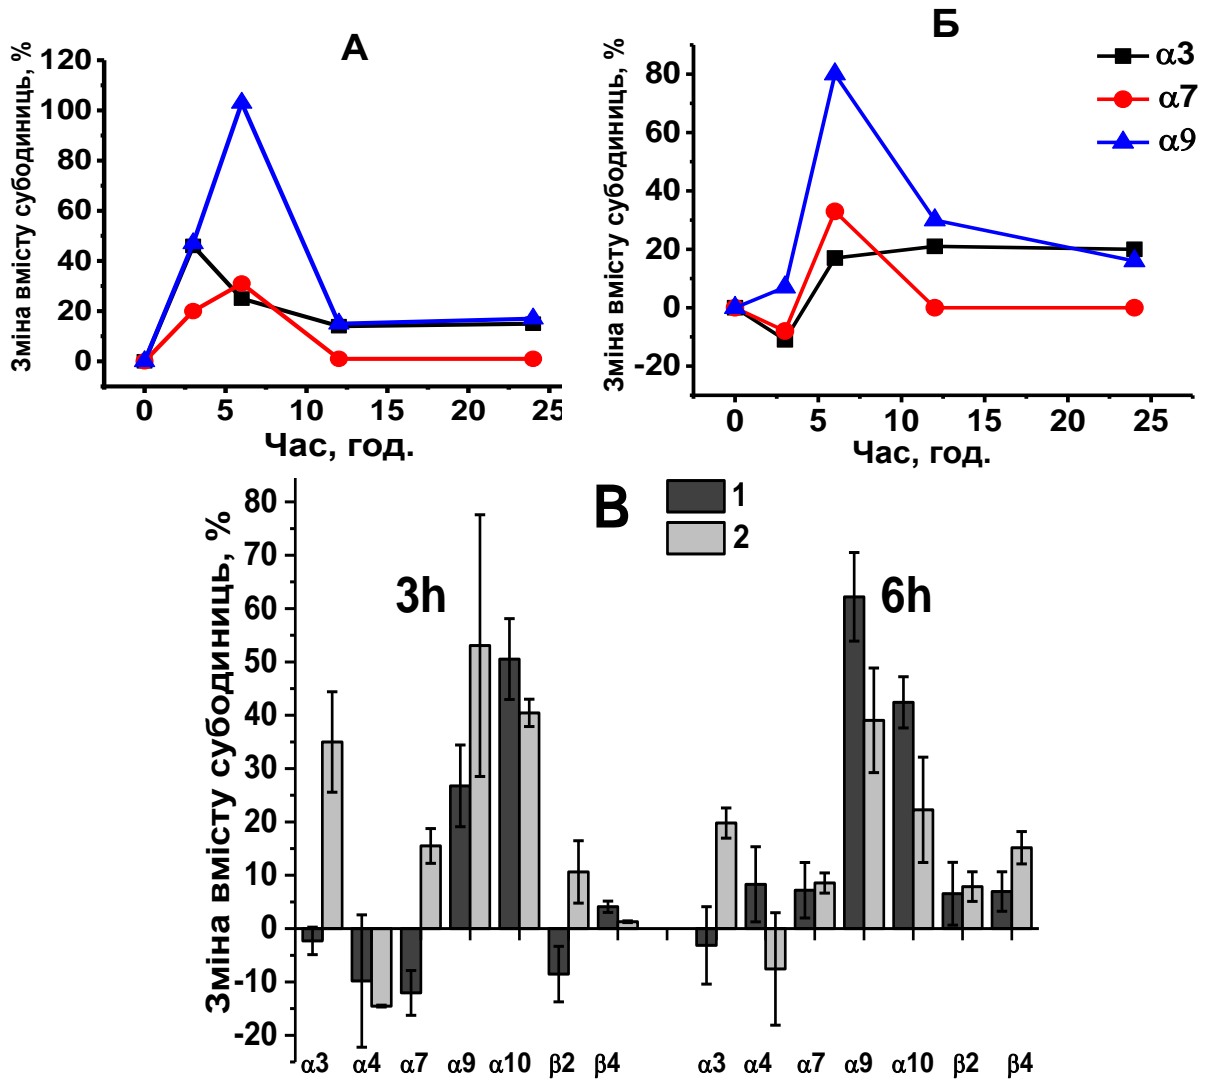 А
Зміна вмісту субодиниць, %
120
100
80
60
40
20
0
0 5 10 15 20 25
Час, год.
Б
Зміна вмісту субодиниць, %
80
60
40
20
0
-20
0 5 10 15 20 25
Час, год.
α3
α7
α9
В
1
2
Зміна вмісту субодиниць, %
80
70
60
50
40
30
20
10
0
-10
-20
3h
6h
α3 α4 α7 α9 α10 β2 β4 α3 α4 α7 α9 α10 β2 β4